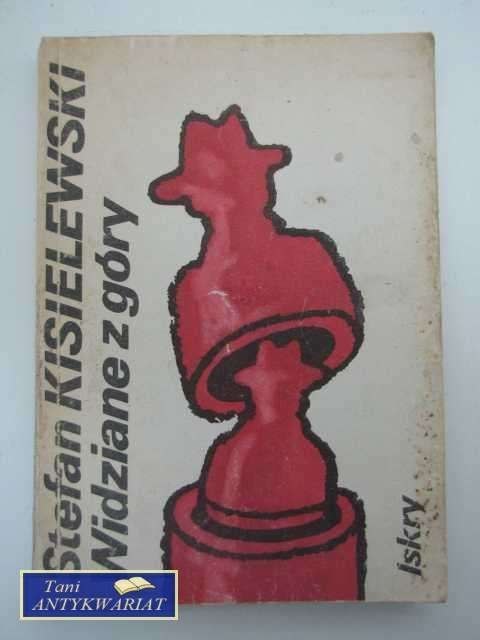 Stefan KISIELEWSKI
Widziane z góry
Iskry
Tani
ANTYKWARIAT